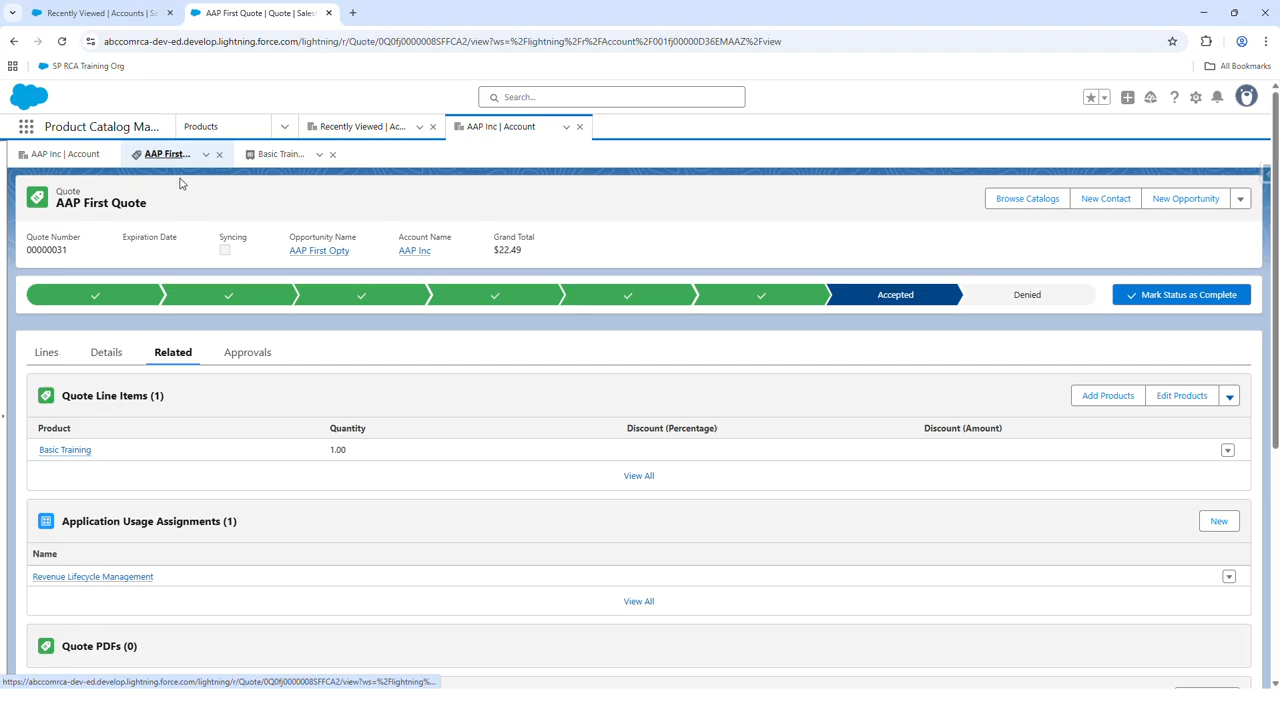 Recently Viewed | Accounts | Sa
AAP First Quote | Quote | Salesf
abccomrca-dev-ed.develop.lightning.force.com/lightning/r/Quote/0Q0fj0000008SFFCA2/view?ws=%2Flightning%2Fr%2FAccount%2F001fj00000D36EMAAZ%2Fview
SP RCA Training Org
All Bookmarks
Search...
Product Catalog Ma...
Products
Recently Viewed | Ac...
AAP Inc | Account
AAP Inc | Account
AAP First...
Basic Train...
Quote
AAP First Quote
Browse Catalogs
New Contact
New Opportunity
Quote Number
Expiration Date
Syncing
Opportunity Name
Account Name
Grand Total
00000031
AAP First Opty
AAP Inc
$22.49
Accepted
Denied
Mark Status as Complete
Lines
Details
Related
Approvals
Quote Line Items (1)
Add Products
Edit Products
Product
Quantity
Discount (Percentage)
Discount (Amount)
Basic Training
1.00
View All
Application Usage Assignments (1)
New
Name
Revenue Lifecycle Management
View All
Quote PDFs (0)
https://abccomrca-dev-ed.develop.lightning.force.com/lightning/r/Quote/0Q0fj0000008SFFCA2/view?ws=%2Flightning%...